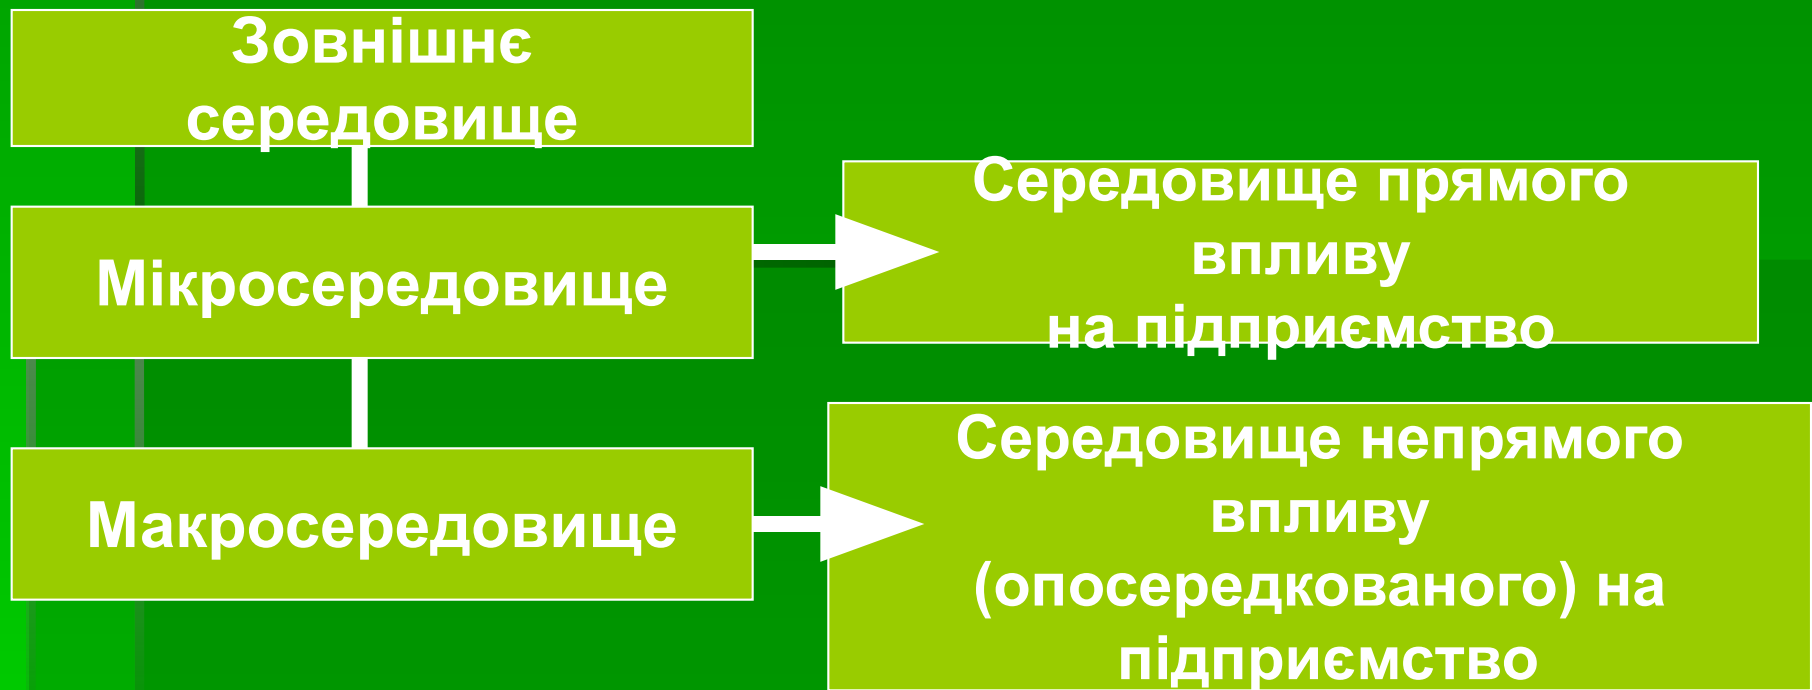 Зовнішнє
середовище
Мікросередовище
Середовище прямого
впливу
на підприємство
Макросередовище
Середовище непрямого
впливу
(опосередкованого) на
підприємство